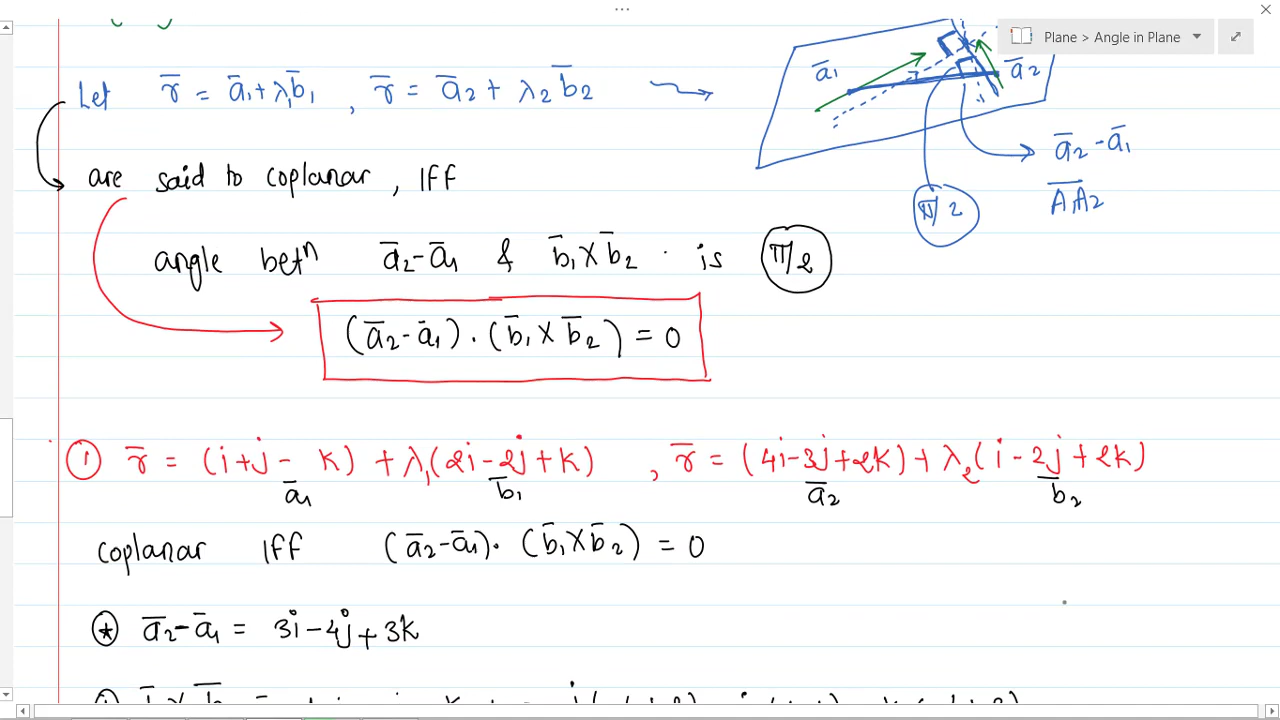 Plane > Angle in Plane
Let r̄ = ā₁+λ₁b̄₁ , r̄ = ā₂ + λ₂ b̄₂
ā₁
ā₂
ā₂ - ā₁
A̅A̅₂
π/2
are said to coplanar , IFF
angle betⁿ ā₂-ā₁ & b̄₁×b̄₂ is π/2
(ā₂-ā₁) . (b̄₁ × b̄₂) = 0
① r̄ = (i+j- k) + λ₁(2i-2j+k) , r̄ = (4i-3j+2k)+ λ₂(i-2j+2k)
ā₁ b̄₁ ā₂ b̄₂
coplanar IFF (ā₂-ā₁). (b̄₁×b̄₂) = 0
★ ā₂-ā₁ = 3i-4j+3k